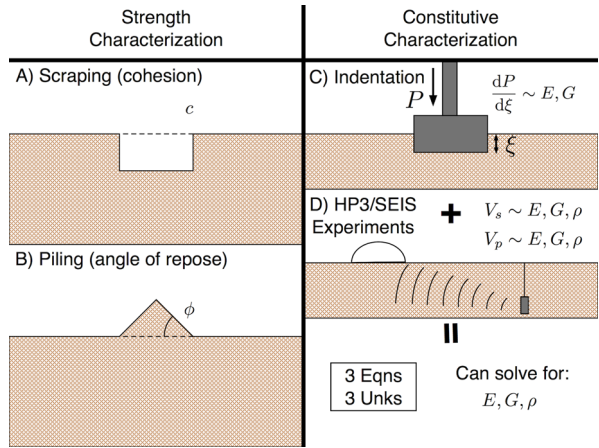 Strength
Characterization
Constitutive
Characterization
A) Scraping (cohesion)
c
B) Piling (angle of repose)
ϕ
C) Indentation
P
dP
dξ
∼ E, G
ξ
D) HP3/SEIS
Experiments
+
V_s ∼ E, G, ρ
V_p ∼ E, G, ρ
=
3 Eqns
3 Unks
Can solve for:
E, G, ρ